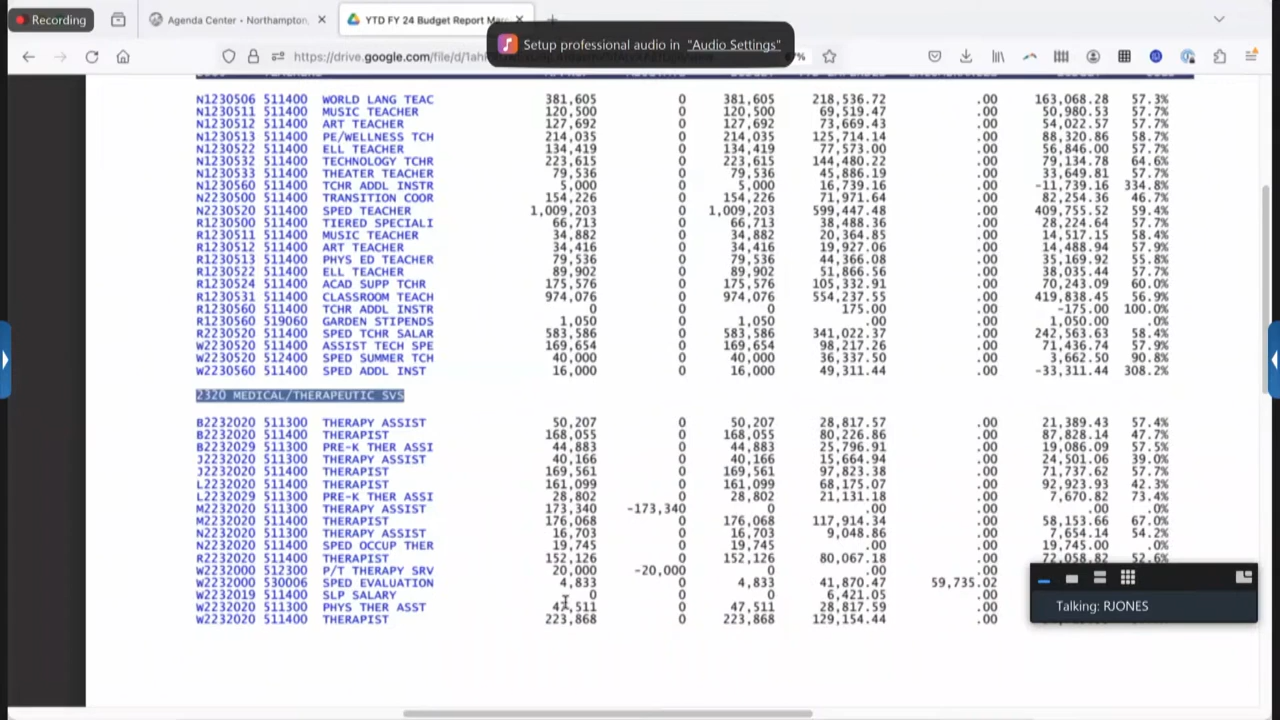 Recording
Agenda Center - Northampton,
YTD FY 24 Budget Report Mar
Setup professional audio in "Audio Settings"
https://drive.google.com/file/d/1ah
N1230506 511400 WORLD LANG TEAC 381,605 0 381,605 218,536.72 .00 163,068.28 57.3%
N1230511 511400 MUSIC TEACHER 120,500 0 120,500 69,519.47 .00 50,980.53 57.7%
N1230512 511400 ART TEACHER 127,692 0 127,692 73,669.43 .00 54,022.57 57.7%
N1230513 511400 PE/WELLNESS TCH 214,035 0 214,035 125,714.14 .00 88,320.86 58.7%
N1230522 511400 ELL TEACHER 134,419 0 134,419 77,573.00 .00 56,846.00 57.7%
N1230532 511400 TECHNOLOGY TCHR 223,615 0 223,615 144,480.22 .00 79,134.78 64.6%
N1230533 511400 THEATER TEACHER 79,536 0 79,536 45,886.19 .00 33,649.81 57.7%
N1230560 511400 TCHR ADDL INSTR 5,000 0 5,000 16,739.16 .00 -11,739.16 334.8%
N2230500 511400 TRANSITION COOR 154,226 0 154,226 71,971.64 .00 82,254.36 46.7%
N2230520 511400 SPED TEACHER 1,009,203 0 1,009,203 599,447.48 .00 409,755.52 59.4%
R1230500 511400 TIERED SPECIALI 66,713 0 66,713 38,488.36 .00 28,224.64 57.7%
R1230511 511400 MUSIC TEACHER 34,882 0 34,882 20,364.85 .00 14,517.15 58.4%
R1230512 511400 ART TEACHER 34,416 0 34,416 19,927.06 .00 14,488.94 57.9%
R1230513 511400 PHYS ED TEACHER 79,536 0 79,536 44,366.08 .00 35,169.92 55.8%
R1230522 511400 ELL TEACHER 89,902 0 89,902 51,866.56 .00 38,035.44 57.7%
R1230524 511400 ACAD SUPP TCHR 175,576 0 175,576 105,332.91 .00 70,243.09 60.0%
R1230531 511400 CLASSROOM TEACH 974,076 0 974,076 554,237.55 .00 419,838.45 56.9%
R1230560 511400 TCHR ADDL INSTR 0 0 0 175.00 .00 -175.00 100.0%
R1230560 519060 GARDEN STIPENDS 1,050 0 1,050 .00 .00 1,050.00 .0%
R2230520 511400 SPED TCHR SALAR 583,586 0 583,586 341,022.37 .00 242,563.63 58.4%
W2230520 511400 ASSIST TECH SPE 169,654 0 169,654 98,217.26 .00 71,436.74 57.9%
W2230520 512400 SPED SUMMER TCH 40,000 0 40,000 36,337.50 .00 3,662.50 90.8%
W2230560 511400 SPED ADDL INST 16,000 0 16,000 49,311.44 .00 -33,311.44 308.2%
2320 MEDICAL/THERAPEUTIC SVS
B2232020 511300 THERAPY ASSIST 50,207 0 50,207 28,817.57 .00 21,389.43 57.4%
B2232020 511400 THERAPIST 168,055 0 168,055 80,226.86 .00 87,828.14 47.7%
B2232029 511300 PRE-K THER ASSI 44,883 0 44,883 25,796.91 .00 19,086.09 57.5%
J2232020 511300 THERAPY ASSIST 40,166 0 40,166 15,664.94 .00 24,501.06 39.0%
J2232020 511400 THERAPIST 169,561 0 169,561 97,823.38 .00 71,737.62 57.7%
L2232020 511400 THERAPIST 161,099 0 161,099 68,175.07 .00 92,923.93 42.3%
L2232029 511300 PRE-K THER ASSI 28,802 0 28,802 21,131.18 .00 7,670.82 73.4%
M2232020 511300 THERAPY ASSIST 173,340 -173,340 0 .00 .00 .00 .0%
M2232020 511400 THERAPIST 176,068 0 176,068 117,914.34 .00 58,153.66 67.0%
N2232020 511300 THERAPY ASSIST 16,703 0 16,703 9,048.86 .00 7,654.14 54.2%
N2232020 511400 SPED OCCUP THER 19,745 0 19,745 .00 .00 19,745.00 .0%
R2232020 511400 THERAPIST 152,126 0 152,126 80,067.18 .00 72,058.82 52.6%
W2232000 512300 P/T THERAPY SRV 20,000 -20,000 0 .00 .00
W2232000 530006 SPED EVALUATION 4,833 0 4,833 41,870.47 59,735.02
W2232019 511400 SLP SALARY 0 0 0 6,421.05 .00
W2232020 511300 PHYS THER ASST 47,511 0 47,511 28,817.59 .00
W2232020 511400 THERAPIST 223,868 0 223,868 129,154.44 .00
Talking: RJONES